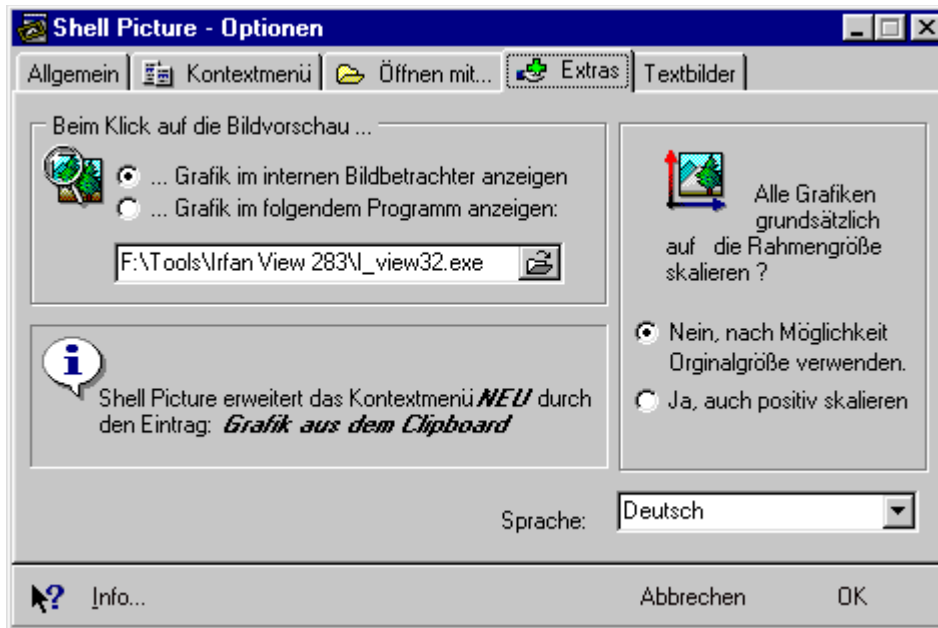 Shell Picture - Optionen
Allgemein
Kontextmenü
Öffnen mit...
Extras
Textbilder
Beim Klick auf die Bildvorschau ...
... Grafik im internen Bildbetrachter anzeigen
... Grafik im folgendem Programm anzeigen:
F:\Tools\Irfan View 283\I_view32.exe
Shell Picture erweitert das Kontextmenü NEU durch
den Eintrag: Grafik aus dem Clipboard
Alle Grafiken
grundsätzlich
auf die Rahmengröße
skalieren ?
Nein, nach Möglichkeit
Orginalgröße verwenden.
Ja, auch positiv skalieren
Sprache:
Deutsch
Info...
Abbrechen
OK